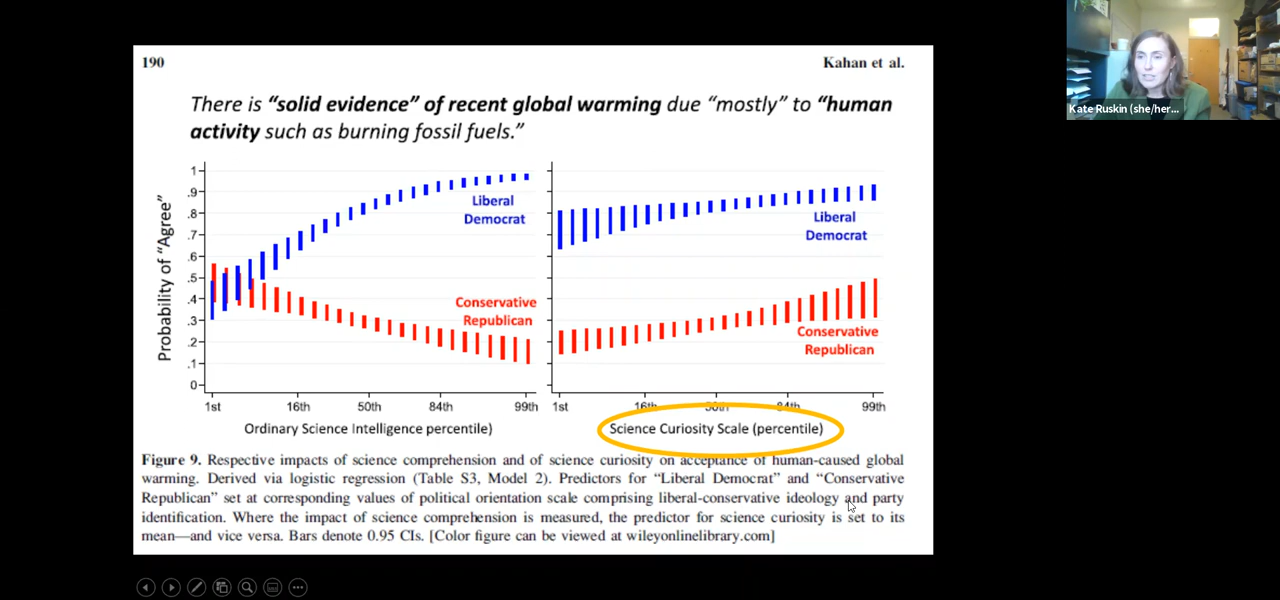 190
Kahan et al.
There is “solid evidence” of recent global warming due “mostly” to “human
activity such as burning fossil fuels.”
Probability of “Agree”
1
.9
.8
.7
.6
.5
.4
.3
.2
.1
0
Liberal
Democrat
Conservative
Republican
1st 16th 50th 84th 99th
Ordinary Science Intelligence percentile)
Liberal
Democrat
Conservative
Republican
1st 16th 50th 84th 99th
Science Curiosity Scale (percentile)
Figure 9. Respective impacts of science comprehension and of science curiosity on acceptance of human-caused global
warming. Derived via logistic regression (Table S3, Model 2). Predictors for “Liberal Democrat” and “Conservative
Republican” set at corresponding values of political orientation scale comprising liberal-conservative ideology and party
identification. Where the impact of science comprehension is measured, the predictor for science curiosity is set to its
mean—and vice versa. Bars denote 0.95 CIs. [Color figure can be viewed at wileyonlinelibrary.com]
Kate Ruskin (she/her...